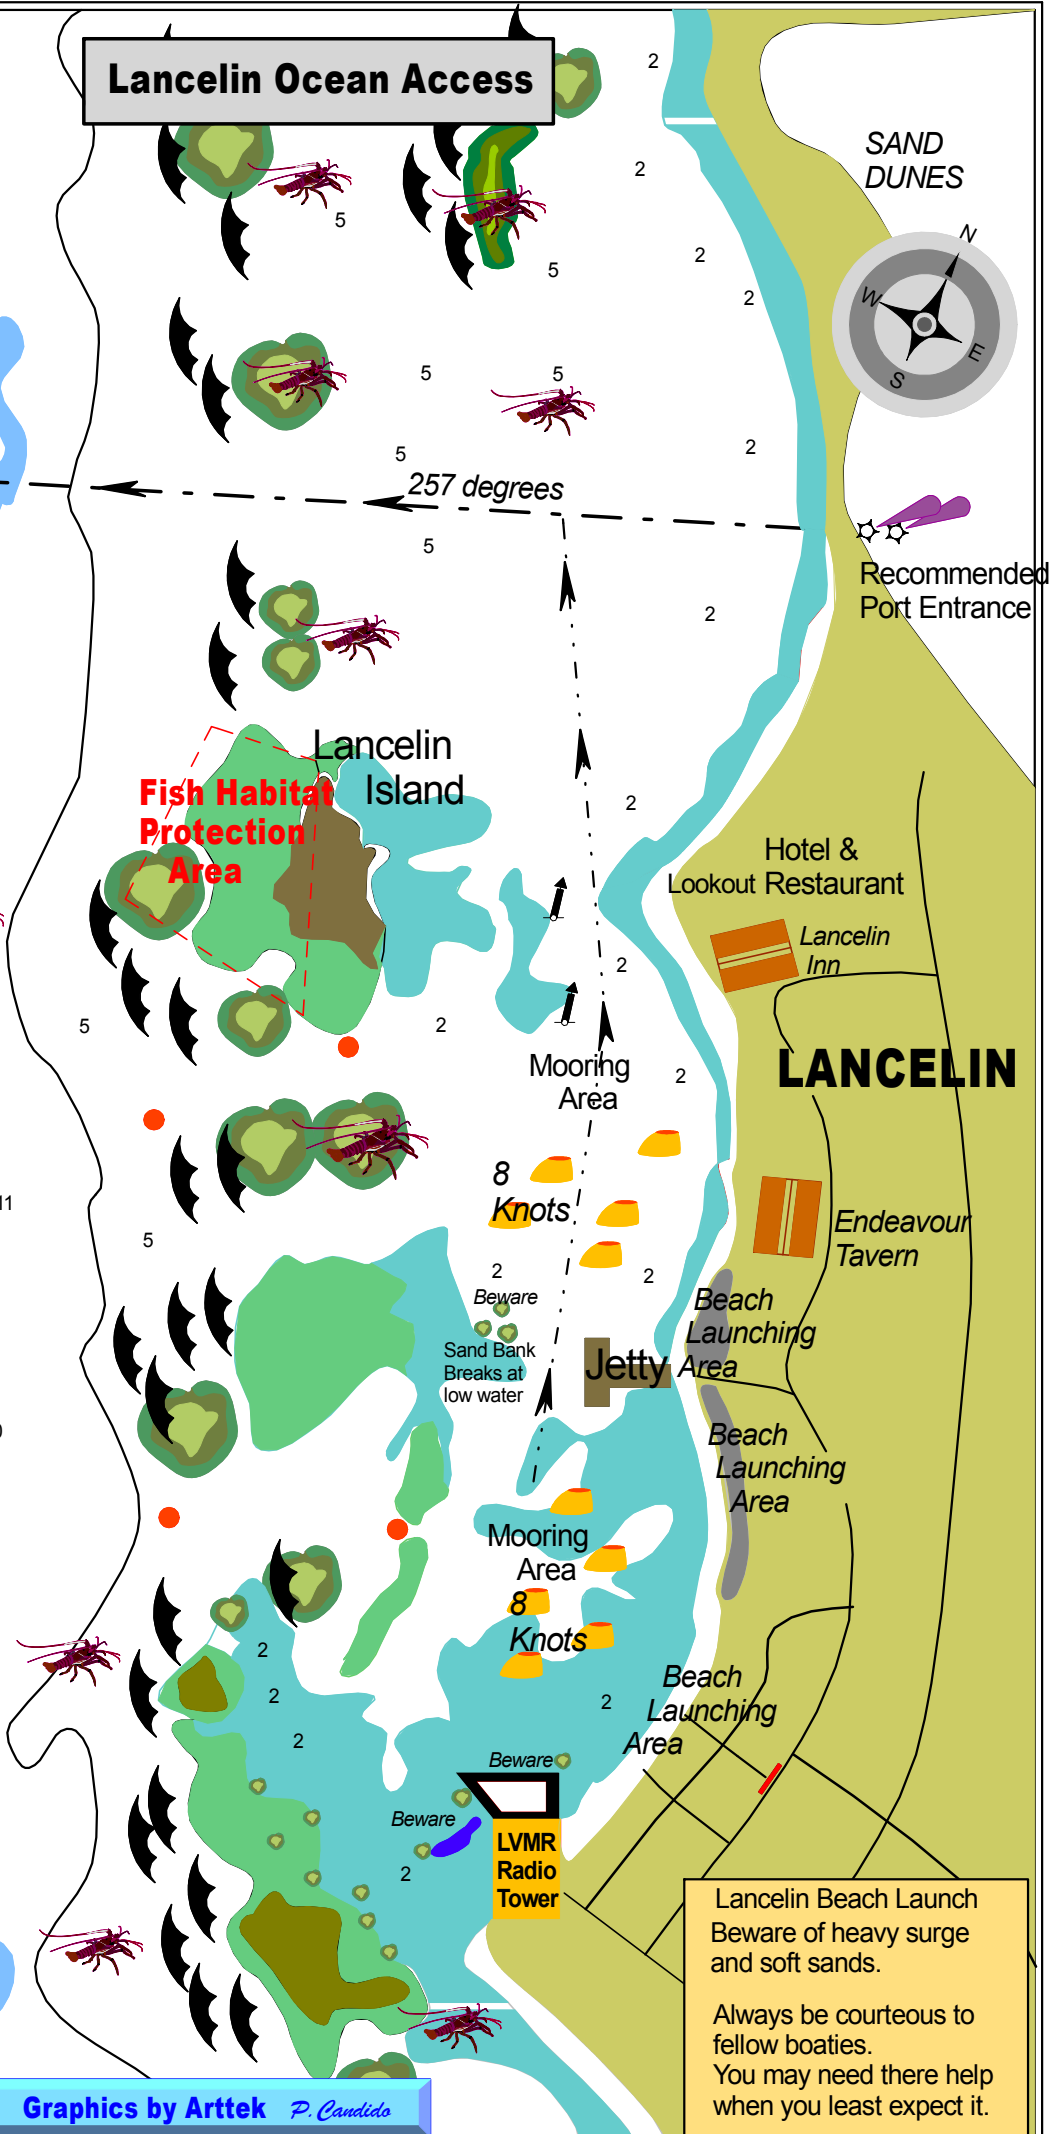 Lancelin Ocean Access
2
SAND
DUNES
2
5
N
2
5
2
W
E
S
5
5
2
5
257 degrees
5
Recommended
Port Entrance
2
Lancelin
Island
Fish Habitat
Protection
Area
2
Hotel &
Lookout Restaurant
Lancelin
Inn
2
5
2
LANCELIN
Mooring
Area
2
8
Knots
11
5
Endeavour
Tavern
2
2
Beware
Sand Bank
Breaks at
low water
Beach
Launching
Area
Jetty
Beach
Launching
Area
Mooring
Area
8
Knots
2
2
2
2
Beach
Launching
Area
Beware
Beware
2
LVMR
Radio
Tower
Lancelin Beach Launch
Beware of heavy surge
and soft sands.
Always be courteous to
fellow boaties.
You may need there help
when you least expect it.
Graphics by Arttek P. Candido